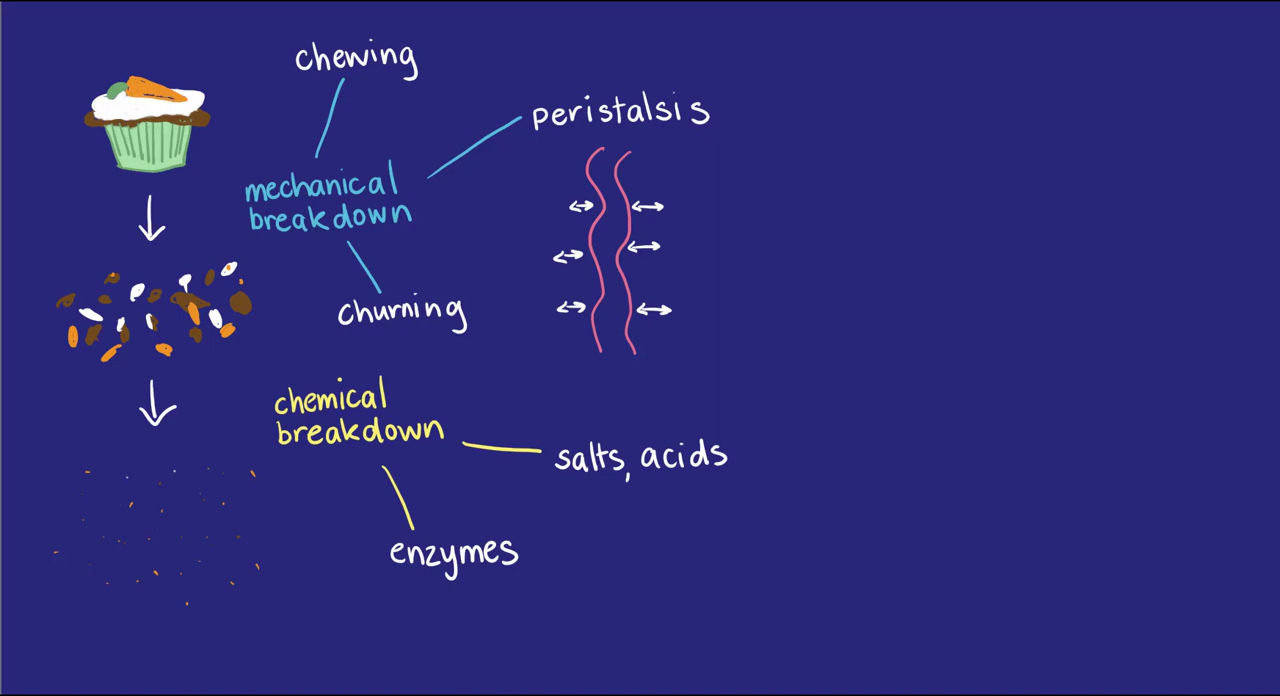 chewing
peristalsis
mechanical
breakdown
churning
chemical
breakdown
salts, acids
enzymes